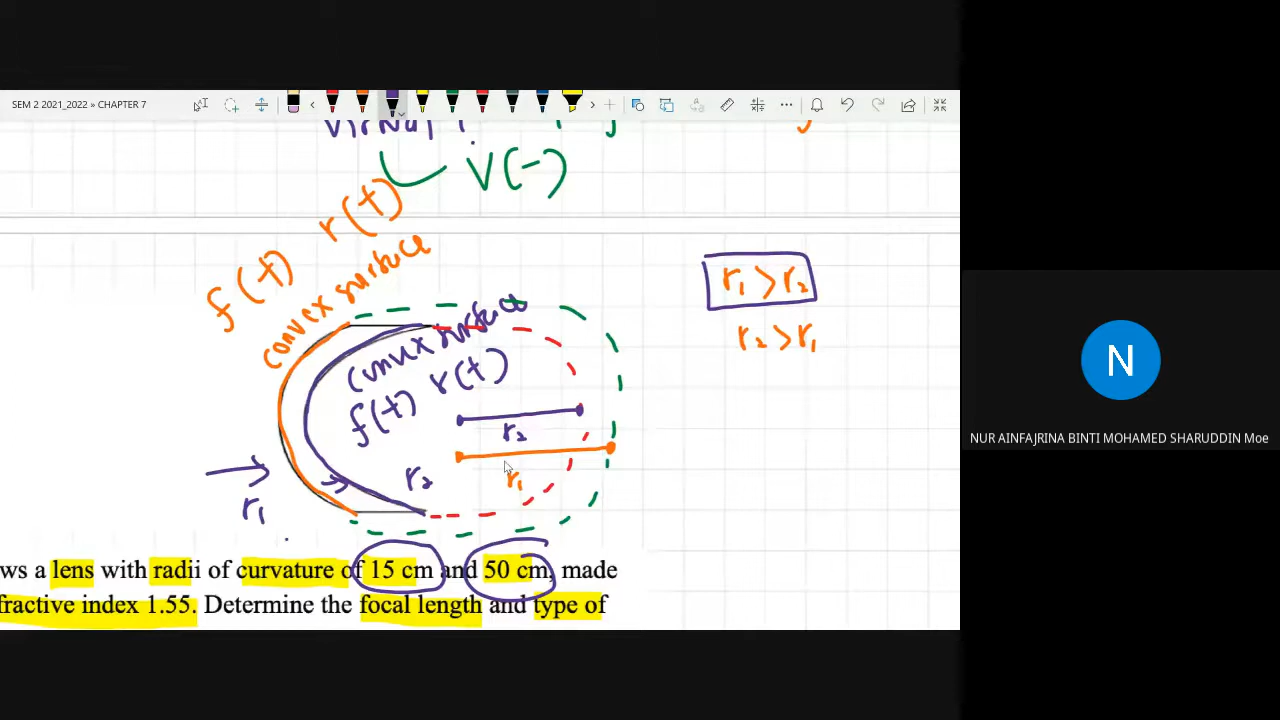 SEM 2 2021_2022 » CHAPTER 7
V(-)
f(+) r(+)
convex surface
r₁ > r₂
r₂ > r₁
convex surface
f(+) r(+)
r₂
r₂
r₁
r₁
ws a lens with radii of curvature of 15 cm and 50 cm, made
fractive index 1.55. Determine the focal length and type of
N
NUR AINFAJRINA BINTI MOHAMED SHARUDDIN Moe